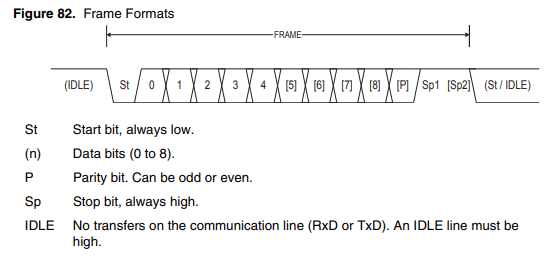 Figure 82. Frame Formats
FRAME
(IDLE) St 0 1 2 3 4 [5] [6] [7] [8] [P] Sp1 [Sp2] (St / IDLE)
St Start bit, always low.
(n) Data bits (0 to 8).
P Parity bit. Can be odd or even.
Sp Stop bit, always high.
IDLE No transfers on the communication line (RxD or TxD). An IDLE line must be
high.